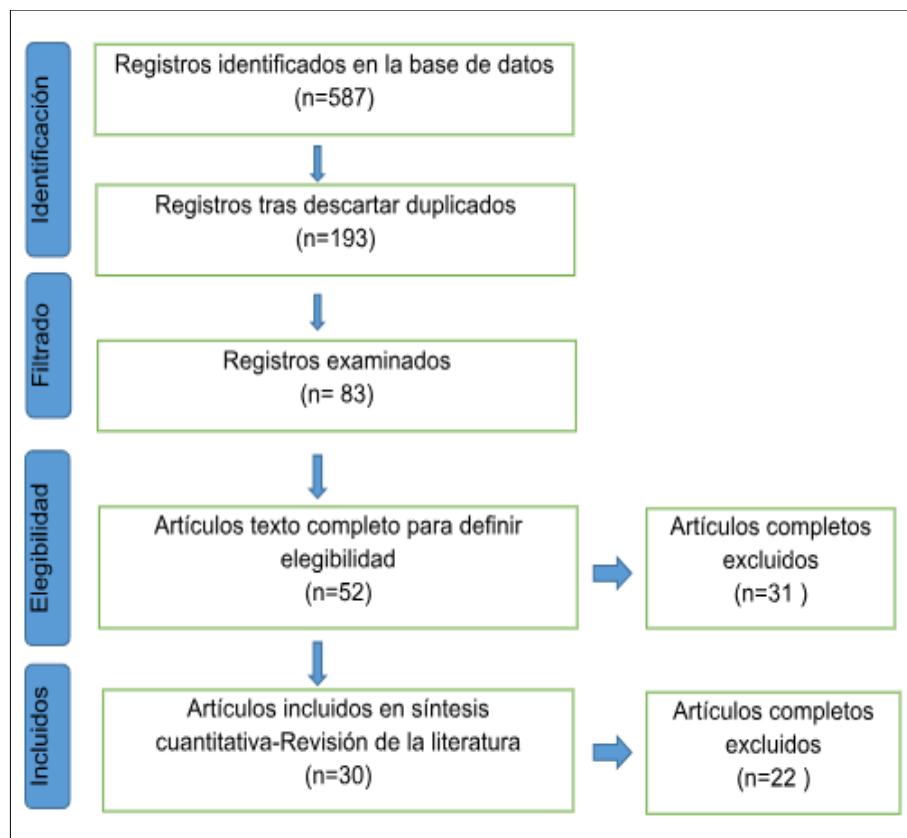 Identificación
Registros identificados en la base de datos
(n=587)
Registros tras descartar duplicados
(n=193)
Filtrado
Registros examinados
(n= 83)
Elegibilidad
Artículos texto completo para definir
elegibilidad
(n=52)
Artículos completos
excluidos
(n=31 )
Incluidos
Artículos incluidos en síntesis
cuantitativa-Revisión de la literatura
(n=30)
Artículos completos
excluidos
(n=22 )